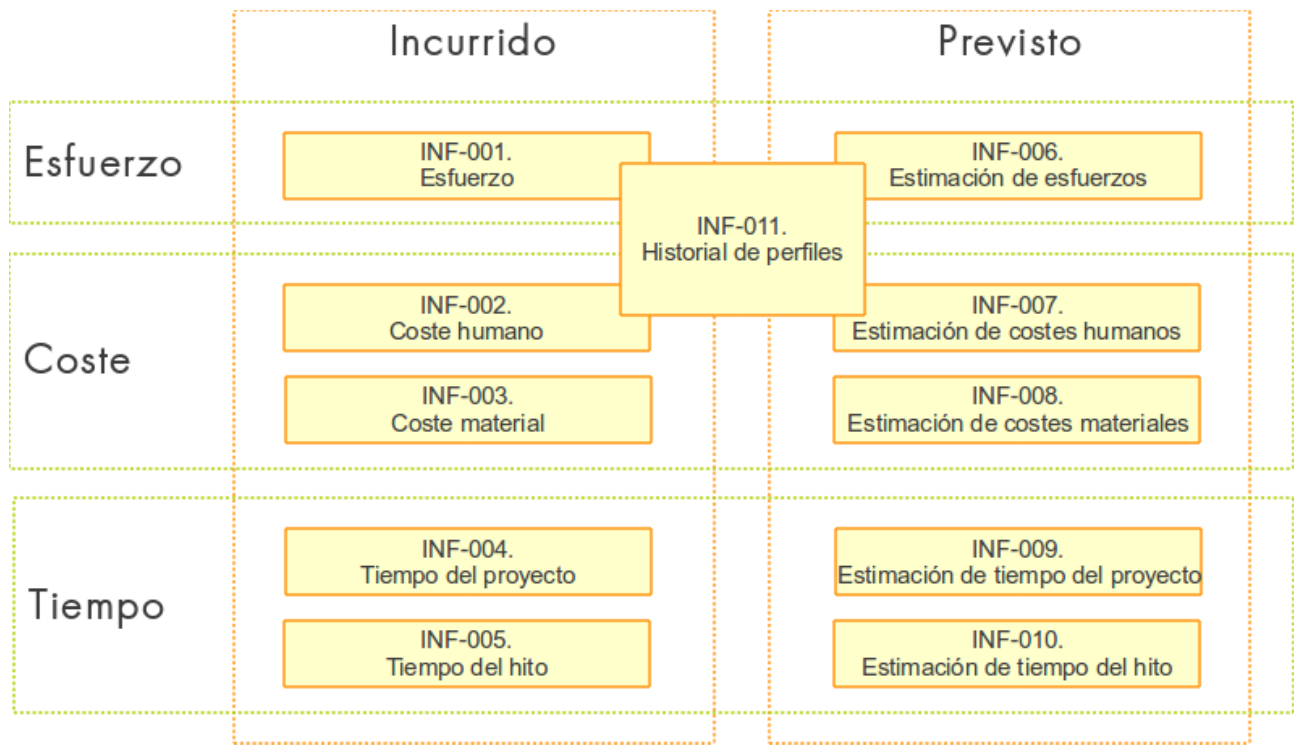 Incurrido
Previsto
Esfuerzo
INF-001.
Esfuerzo
INF-006.
Estimación de esfuerzos
INF-011.
Historial de perfiles
Coste
INF-002.
Coste humano
INF-007.
Estimación de costes humanos
INF-003.
Coste material
INF-008.
Estimación de costes materiales
Tiempo
INF-004.
Tiempo del proyecto
INF-009.
Estimación de tiempo del proyecto
INF-005.
Tiempo del hito
INF-010.
Estimación de tiempo del hito